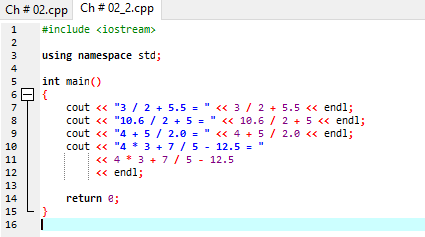 Ch # 02.cpp Ch # 02_2.cpp
1 #include <iostream>
2
3 using namespace std;
4
5 int main()
6 {
7 cout << "3 / 2 + 5.5 = " << 3 / 2 + 5.5 << endl;
8 cout << "10.6 / 2 + 5 = " << 10.6 / 2 + 5 << endl;
9 cout << "4 + 5 / 2.0 = " << 4 + 5 / 2.0 << endl;
10 cout << "4 * 3 + 7 / 5 - 12.5 = "
11 << 4 * 3 + 7 / 5 - 12.5
12 << endl;
13
14 return 0;
15 }
16